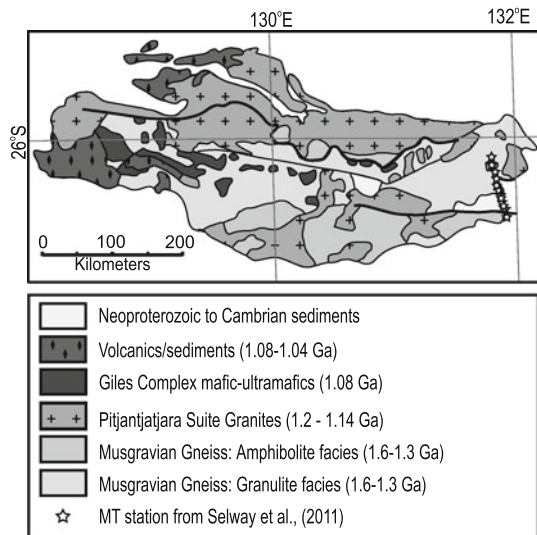 130°E
132°E
26°S
0 100 200
Kilometers
Neoproterozoic to Cambrian sediments
Volcanics/sediments (1.08-1.04 Ga)
Giles Complex mafic-ultramafics (1.08 Ga)
Pitjantjatjara Suite Granites (1.2 - 1.14 Ga)
Musgravian Gneiss: Amphibolite facies (1.6-1.3 Ga)
Musgravian Gneiss: Granulite facies (1.6-1.3 Ga)
MT station from Selway et al., (2011)